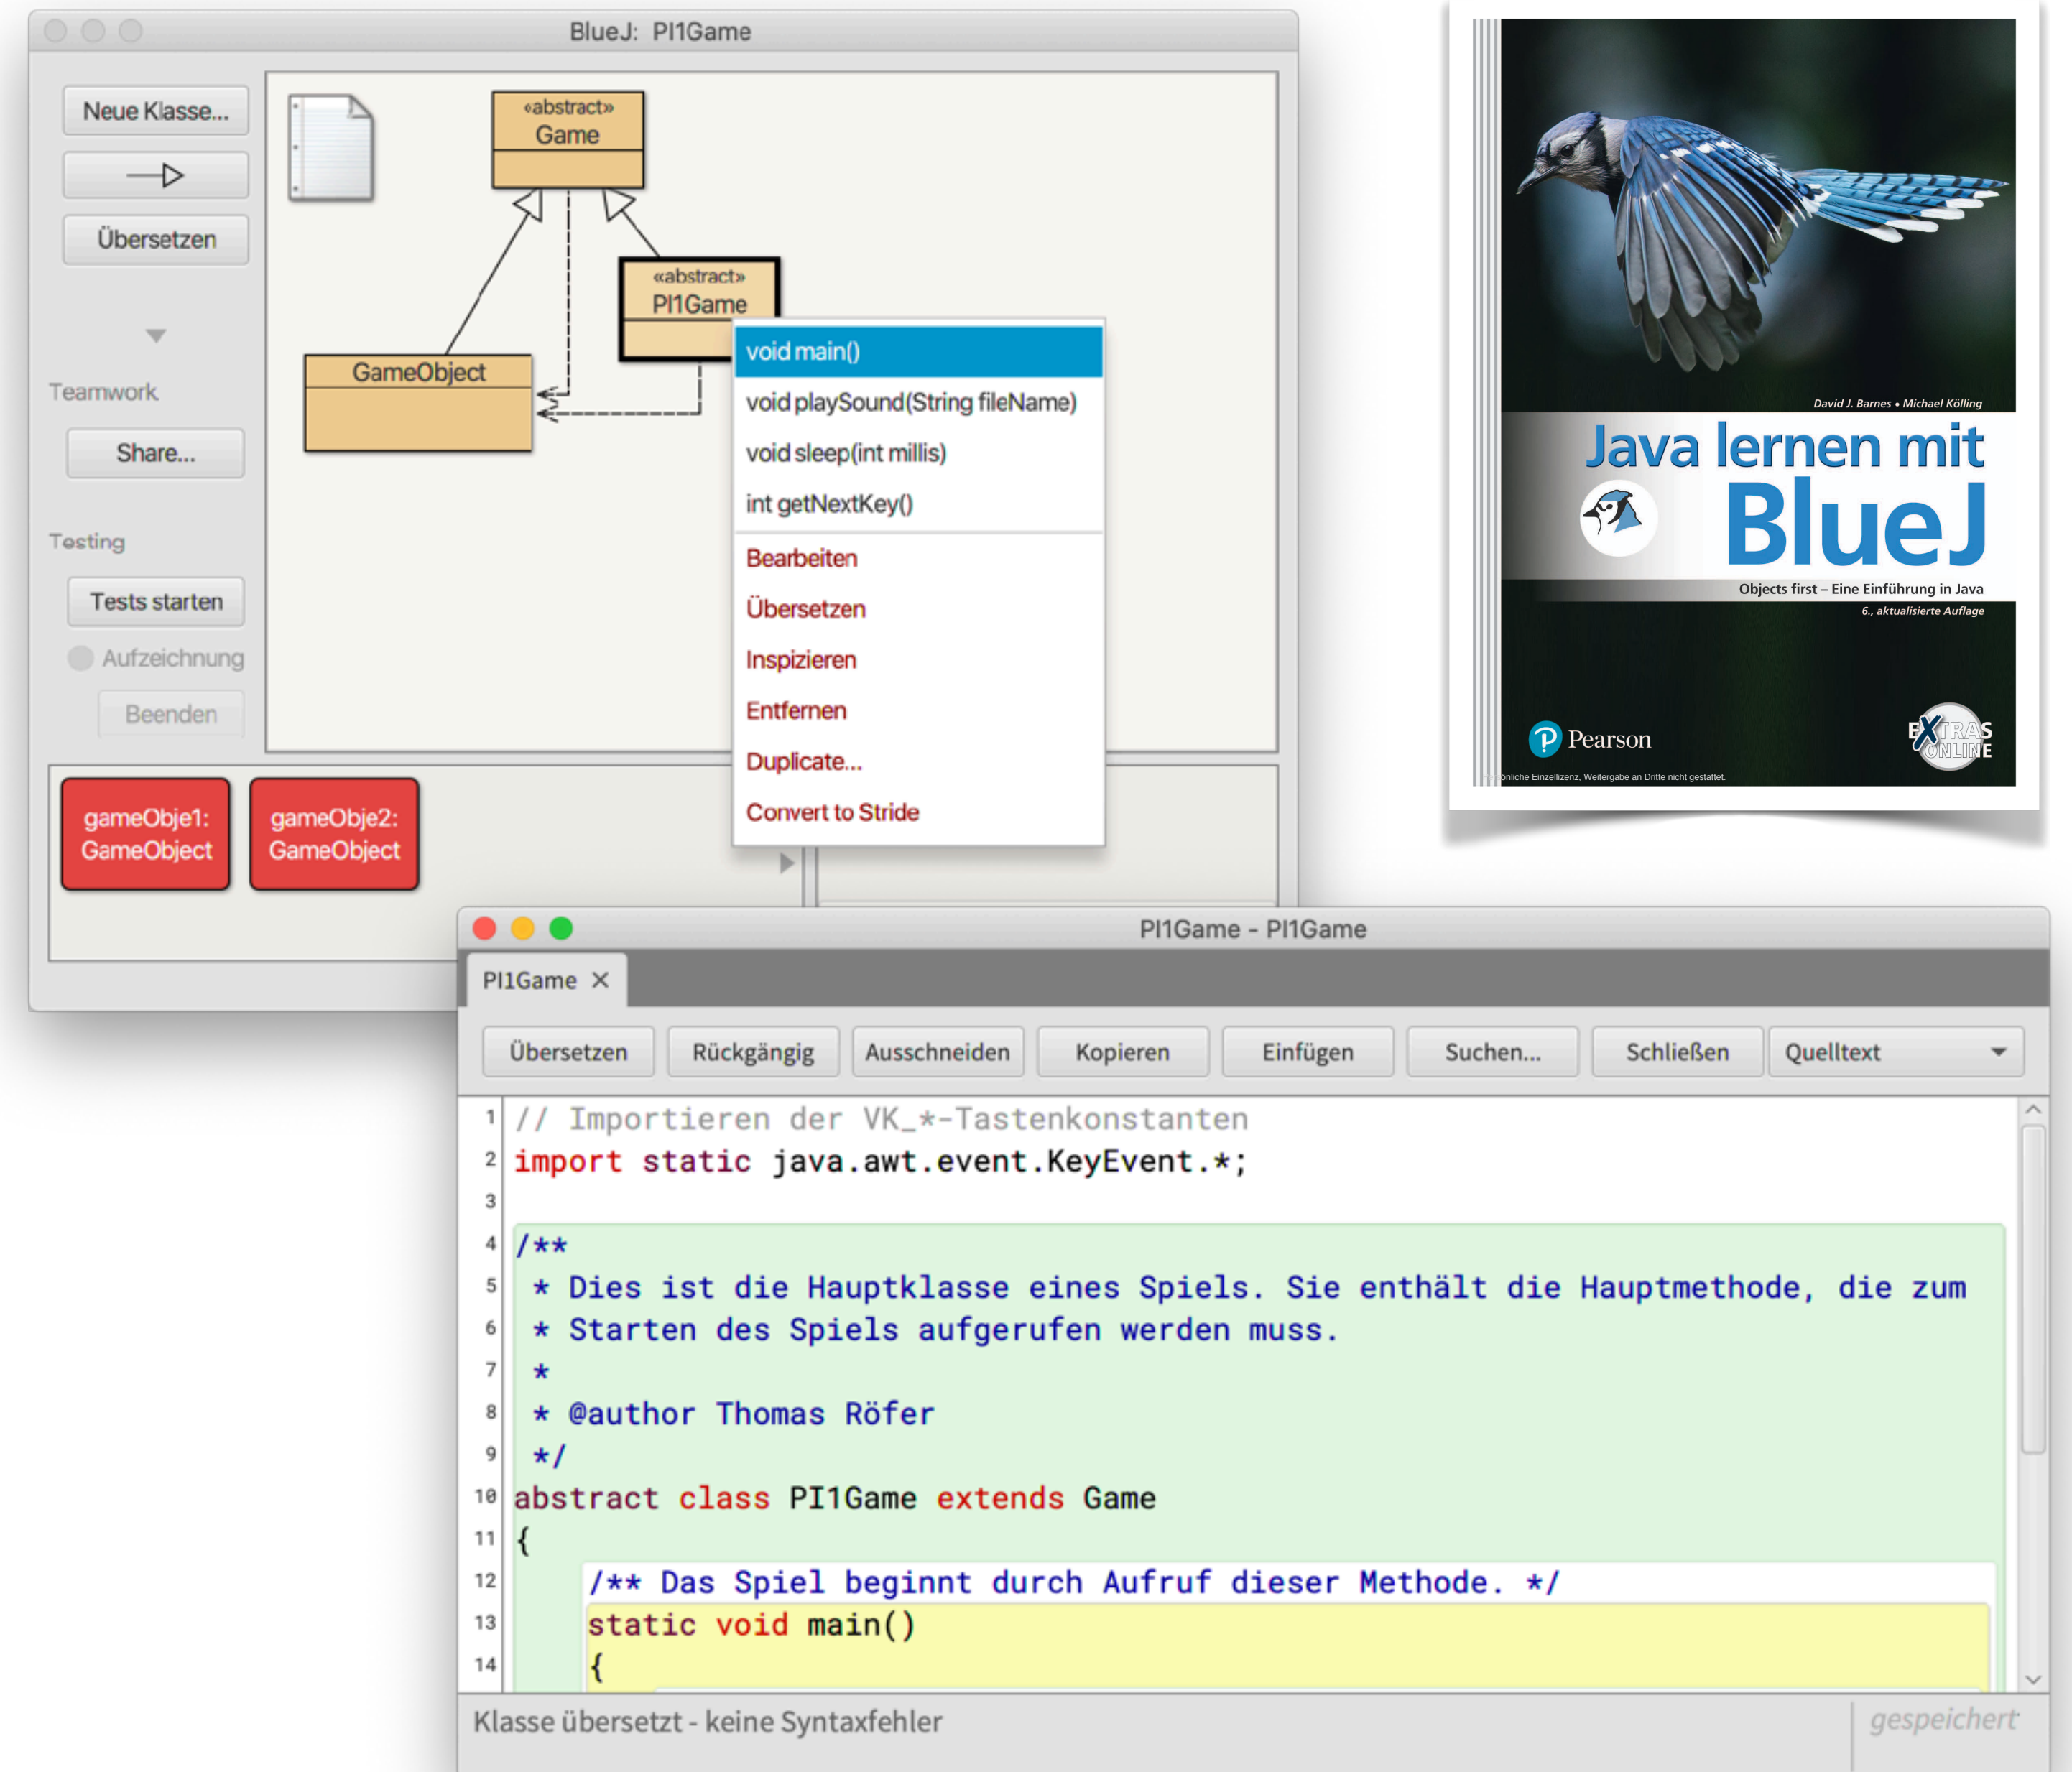 BlueJ: PI1Game
Neue Klasse...
Übersetzen
Teamwork
Share...
Testing
Tests starten
Aufzeichnung
Beenden
«abstract»
Game
«abstract»
PI1Game
GameObject
void main()
void playSound(String fileName)
void sleep(int millis)
int getNextKey()
Bearbeiten
Übersetzen
Inspizieren
Entfernen
Duplicate...
Convert to Stride
gameObje1:
GameObject
gameObje2:
GameObject
David J. Barnes • Michael Kölling
Java lernen mit
BlueJ
Objects first – Eine Einführung in Java
6., aktualisierte Auflage
Pearson
EXTRAS
ONLINE
Einzellizenz, Weitergabe an Dritte nicht gestattet.
PI1Game - PI1Game
PI1Game ×
Übersetzen Rückgängig Ausschneiden Kopieren Einfügen Suchen... Schließen Quelltext
1 // Importieren der VK_*-Tastenkonstanten
2 import static java.awt.event.KeyEvent.*;
3
4 /**
5 * Dies ist die Hauptklasse eines Spiels. Sie enthält die Hauptmethode, die zum
6 * Starten des Spiels aufgerufen werden muss.
7 *
8 * @author Thomas Röfer
9 */
10 abstract class PI1Game extends Game
11 {
12 /** Das Spiel beginnt durch Aufruf dieser Methode. */
13 static void main()
14 {
Klasse übersetzt - keine Syntaxfehler
gespeichert